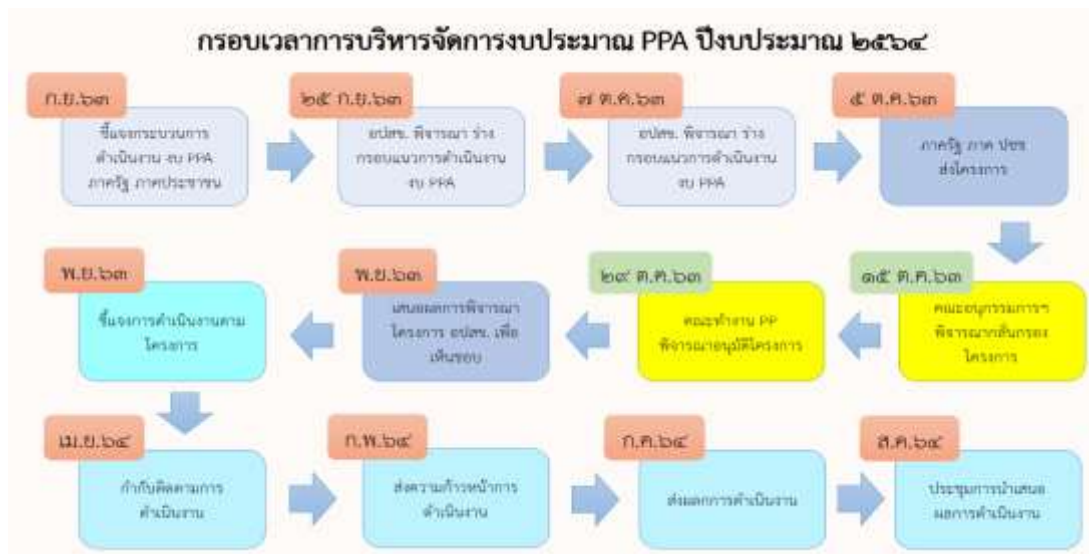 กรอบเวลาการบริหารจัดการงบประมาณ PPA ปีงบประมาณ ๒๕๖๔
ก.ย.๖๓
ชี้แจงกระบวนการ
ดำเนินงาน งบ PPA
ภาครัฐ ภาคประชาชน
๒๕ ก.ย.๖๓
อปสข. พิจารณา ร่าง
กรอบแนวการดำเนินงาน
งบ PPA
๗ ต.ค.๖๓
อปสข. พิจารณา ร่าง
กรอบแนวการดำเนินงาน
งบ PPA
๕ ต.ค.๖๓
ภาครัฐ ภาค ปชช
ส่งโครงการ
๑๕ ต.ค.๖๓
คณะอนุกรรมการฯ
พิจารณากลั่นกรอง
โครงการ
๒๙ ต.ค.๖๓
คณะทำงาน PP
พิจารณาอนุมัติโครงการ
พ.ย.๖๓
เสนอผลการพิจารณา
โครงการ อปสข. เพื่อ
เห็นชอบ
พ.ย.๖๓
ชี้แจงการดำเนินงานตาม
โครงการ
เม.ย.๖๔
กำกับติดตามการ
ดำเนินงาน
ก.พ.๖๔
ส่งความก้าวหน้าการ
ดำเนินงาน
ก.ค.๖๔
ส่งผลการดำเนินงาน
ส.ค.๖๔
ประชุมการนำเสนอ
ผลการดำเนินงาน